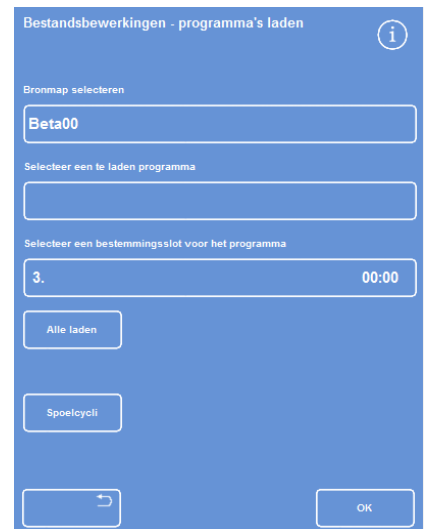 Bestandsbewerkingen - programma's laden
i
Bronmap selecteren
Beta00
Selecteer een te laden programma
Selecteer een bestemmingsslot voor het programma
3. 00:00
Alle laden
Spoelcycli
OK